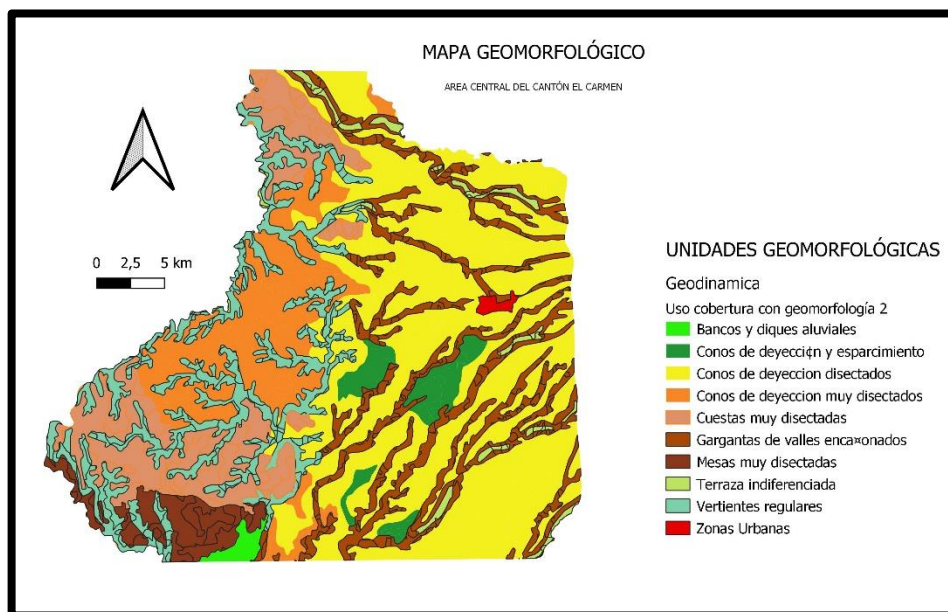 MAPA GEOMORFOLÓGICO
AREA CENTRAL DEL CANTÓN EL CARMEN
0 2,5 5 km
UNIDADES GEOMORFOLÓGICAS
Geodinamica
Uso cobertura con geomorfología 2
Bancos y diques aluviales
Conos de deyecci¢n y esparcimiento
Conos de deyeccion disectados
Conos de deyeccion muy disectados
Cuestas muy disectadas
Gargantas de valles enca¤onados
Mesas muy disectadas
Terraza indiferenciada
Vertientes regulares
Zonas Urbanas